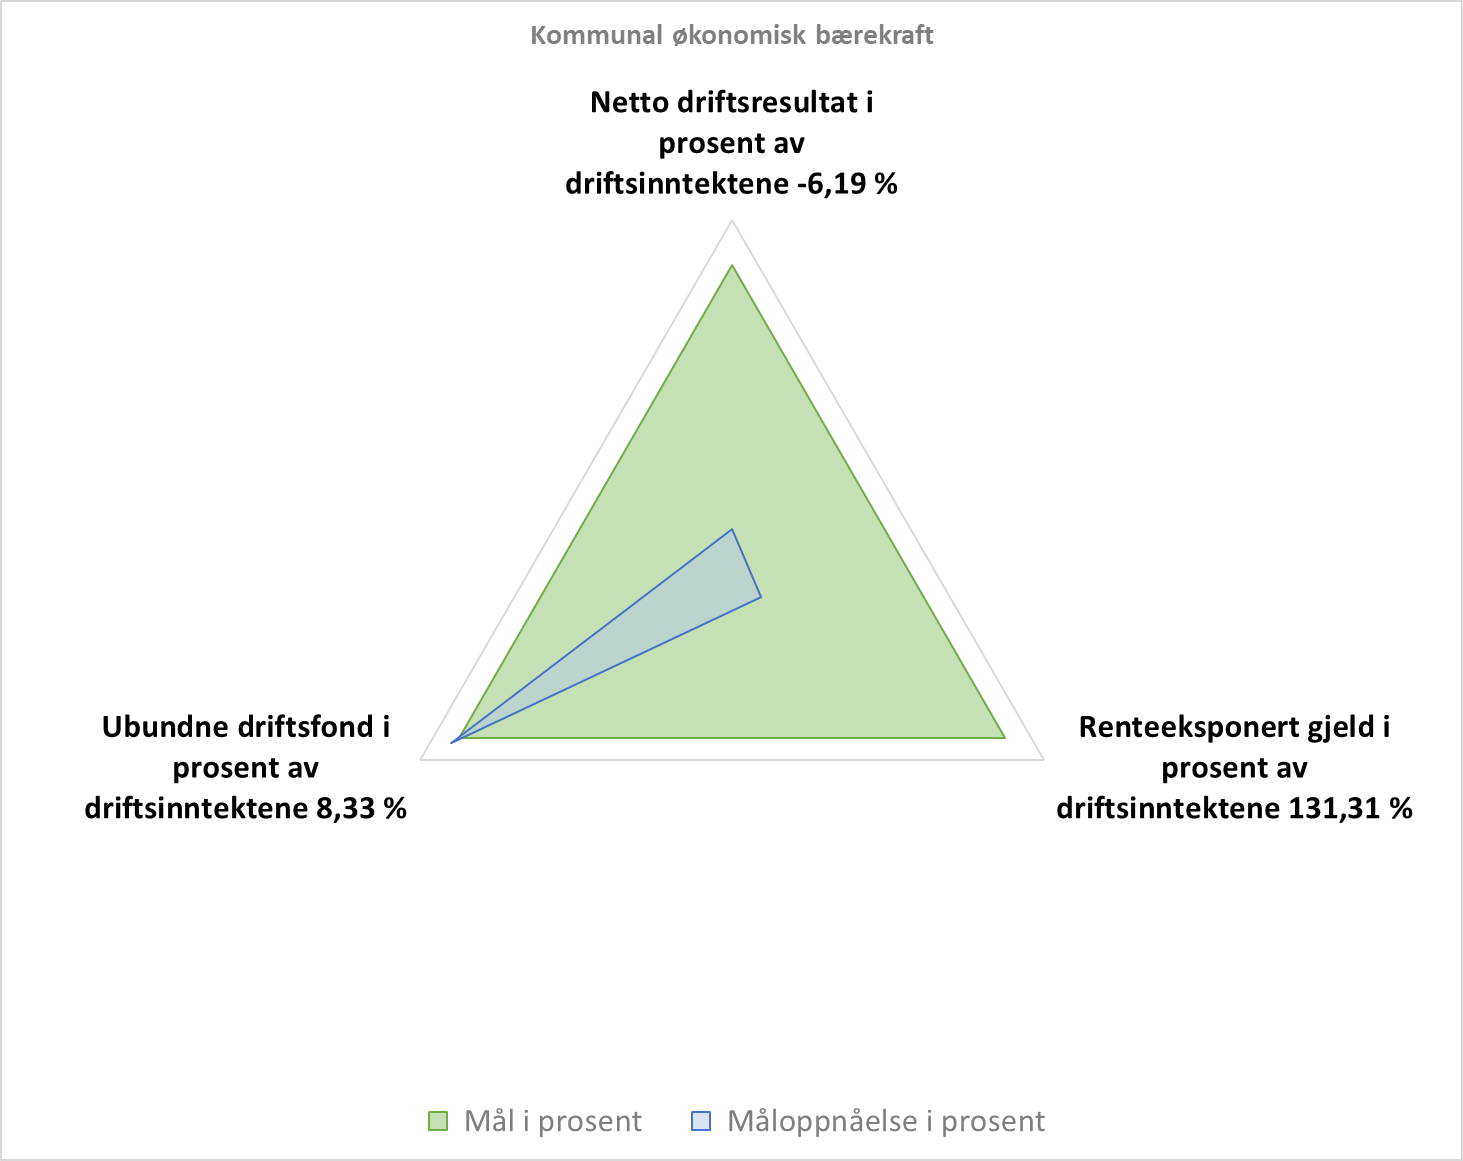 Kommunal økonomisk bærekraft
Netto driftsresultat i
prosent av
driftsinntektene -6,19 %
Ubundne driftsfond i
prosent av
driftsinntektene 8,33 %
Renteeksponert gjeld i
prosent av
driftsinntektene 131,31 %
Mål i prosent
Måloppnåelse i prosent